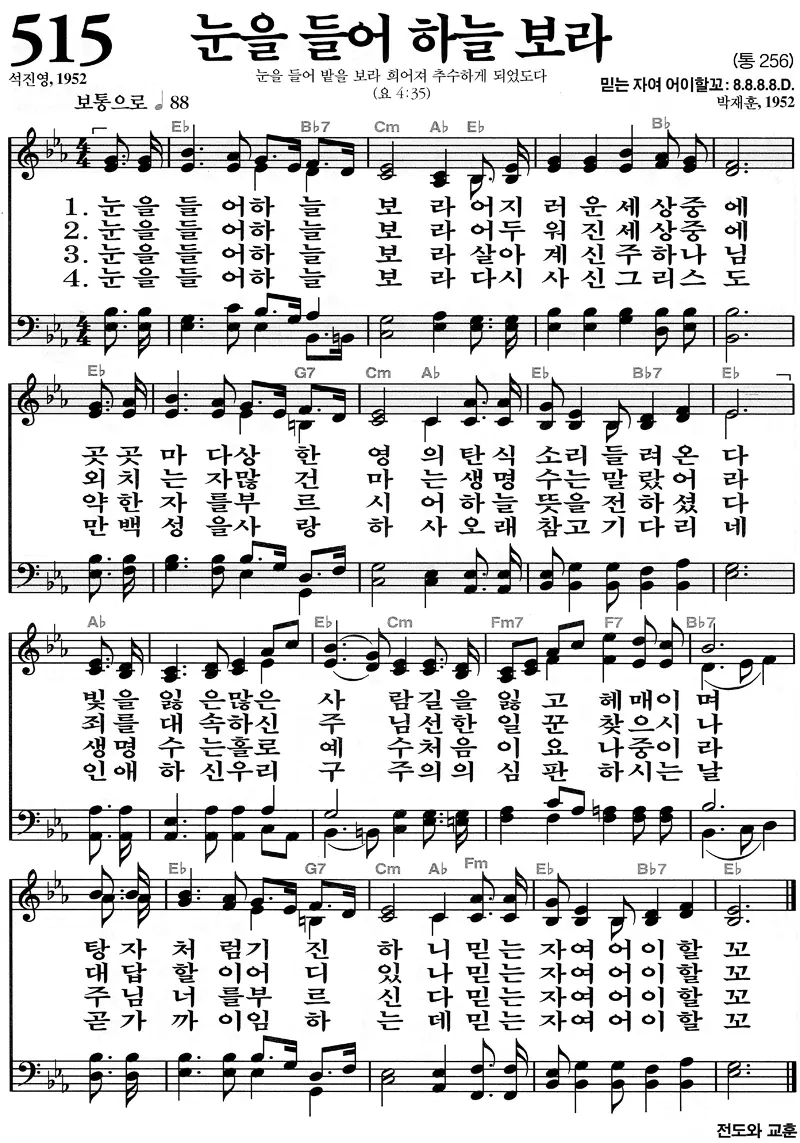 515 눈을 들어 하늘 보라
(통 256)
석진영, 1952
눈을 들어 밭을 보라 희어져 추수하게 되었도다
(요 4:35)
믿는 자여 어이할꼬: 8.8.8.8.D.
박재훈, 1952
보통으로 ♩88
E♭ B♭7 Cm A♭ E♭ B♭
1. 눈을 들 어하 늘 보 라 어지 러 운 세 상 중 에
2. 눈을 들 어하 늘 보 라 어두 워 진 세 상 중 에
3. 눈을 들 어하 늘 보 라 살아 계 신 주 하 나 님
4. 눈을 들 어하 늘 보 라 다시 사 신 그 리 스 도
E♭ G7 Cm A♭ E♭ B♭7 E♭
곳 곳 마 다상 한 영 의 탄 식 소 리 들 려 온 다
외 치 는 자많 건 마 는 생 명 수 는 말 랐 어 라
약 한 자 를부 르 시 어 하 늘 뜻 을 전 하 셨 다
만 백 성 을사 랑 하 사 오 래 참 고 기 다 리 네
A♭ E♭ Cm Fm7 F7 B♭7
빛 을 잃 은많은 사 람 길 을 잃 고 헤 매 이 며
죄 를 대 속하신 주 님 선 한 일 꾼 찾 으 시 나
생 명 수 는홀로 예 수 처 음 이 요 나 중 이 라
인 애 하 신우리 구 주 의 의 심 판 하 시 는 날
E♭ G7 Cm A♭ Fm E♭ B♭7 E♭
탕 자 처 럼기 진 하 니 믿 는 자 여 어 이 할 꼬
대 답 할 이어 디 있 나 믿 는 자 여 어 이 할 꼬
주 님 너 를부 르 신 다 믿 는 자 여 어 이 할 꼬
곧 가 까 이임 하 는 데 믿 는 자 여 어 이 할 꼬
전도와 교훈